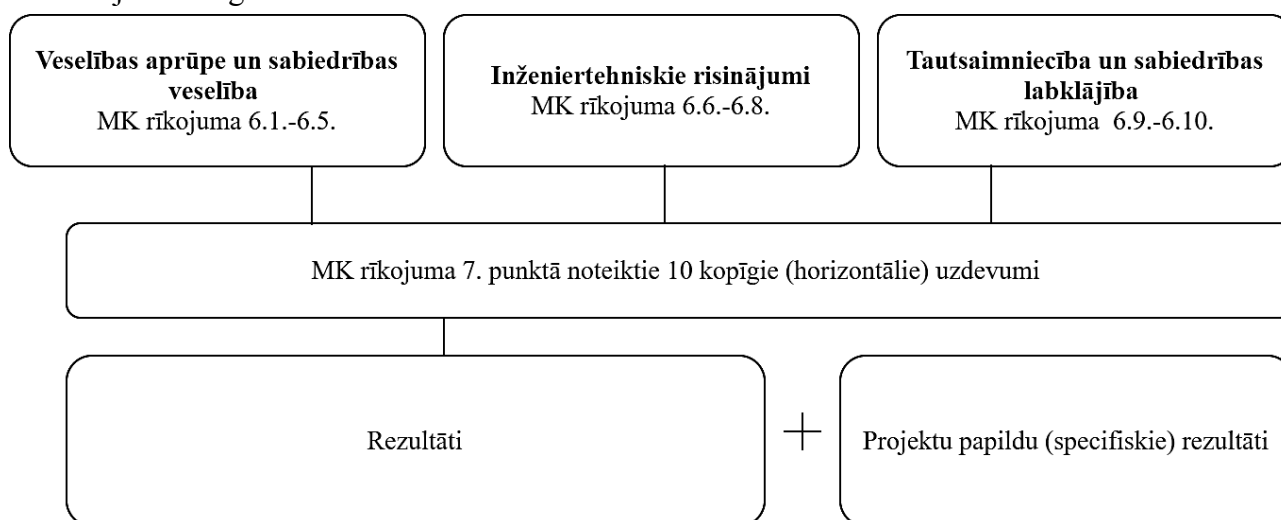 Veselības aprūpe un sabiedrības
veselība
MK rīkojuma 6.1.-6.5.
Inženiertehniskie risinājumi
MK rīkojuma 6.6.-6.8.
Tautsaimniecība un sabiedrības
labklājība
MK rīkojuma 6.9.-6.10.
MK rīkojuma 7. punktā noteiktie 10 kopīgie (horizontālie) uzdevumi
Rezultāti
+
Projektu papildu (specifiskie) rezultāti